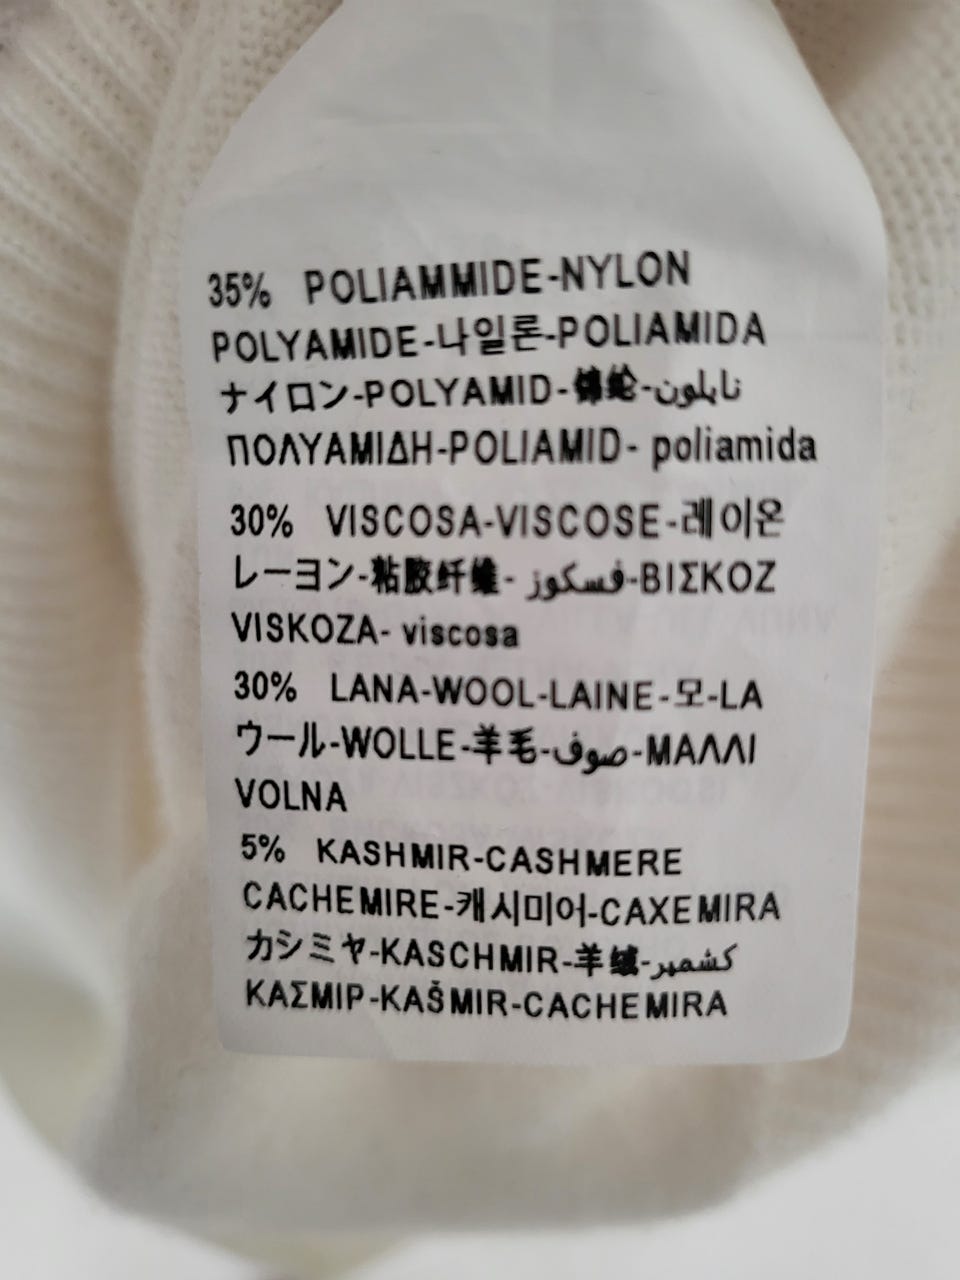 35% POLIAMMIDE-NYLON
POLYAMIDE-나일론-POLIAMIDA
ナイロン-POLYAMID-锦纶-نايلون
ΠΟΛΥΑΜΙΔΗ-POLIAMID- poliamida
30% VISCOSA-VISCOSE-레이온
レーヨン-粘胶纤维- فسكوز-ΒΙΣΚΟΖ
VISKOZA- viscosa
30% LANA-WOOL-LAINE-모-LA
ウール-WOLLE-羊毛-صوف-ΜΑΛΛΙ
VOLNA
5% KASHMIR-CASHMERE
CACHEMIRE-캐시미어-CAXEMIRA
カシミヤ-KASCHMIR-羊绒-كشمير
ΚΑΣΜΙΡ-KAŠMIR-CACHEMIRA